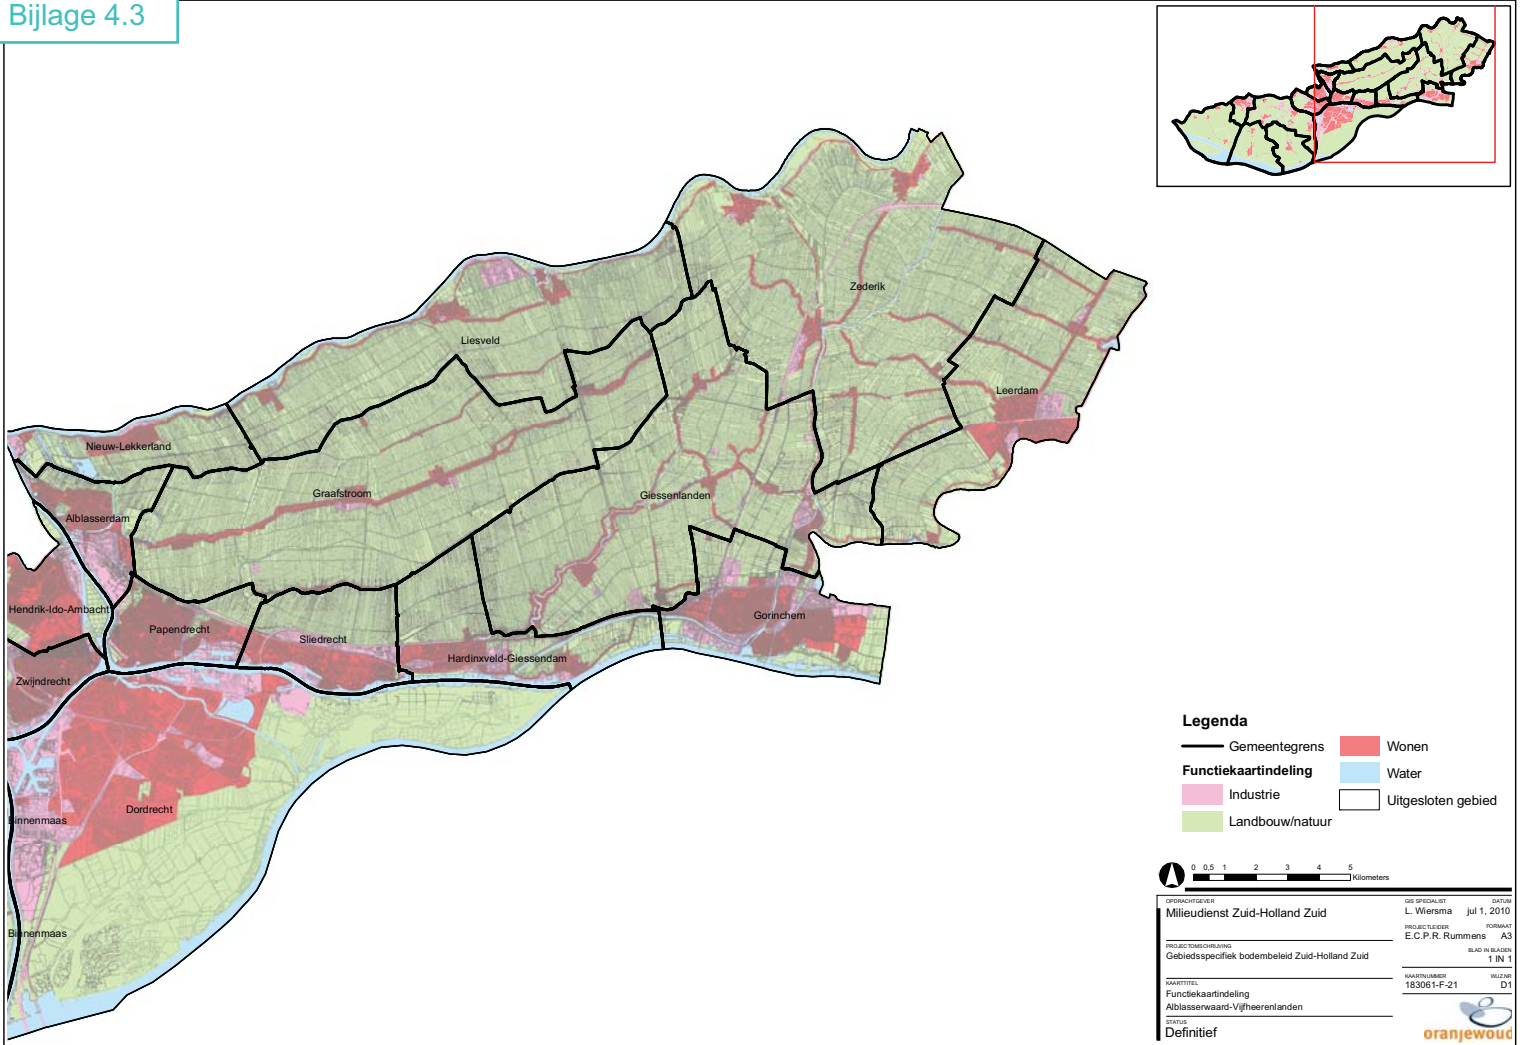 Bijlage 4.3
Zederik
Liesveld
Leerdam
Nieuw-Lekkerland
Graafstroom
Giessenlanden
Alblasserdam
Hendrik-Ido-Ambacht
Papendrecht
Gorinchem
Sliedrecht
Hardinxveld-Giessendam
Zwijndrecht
Dordrecht
Binnenmaas
Binnenmaas
Legenda
Gemeentegrens
Functiekaartindeling
Industrie
Landbouw/natuur
Wonen
Water
Uitgesloten gebied
0 0,5 1 2 3 4 5
Kilometers
OPDRACHTGEVER
Milieudienst Zuid-Holland Zuid
PROJECTOMSCHRIJVING
Gebiedsspecifiek bodembeleid Zuid-Holland Zuid
KAARTTITEL
Functiekaartindeling
Alblasserwaard-Vijfheerenlanden
STATUS
Definitief
GIS SPECIALIST DATUM
L. Wiersma jul 1, 2010
PROJECTLEIDER FORMAAT
E.C.P.R. Rummens A3
BLAD IN BLADEN
1 IN 1
KAARTNUMMER WIJZ.NR
183061-F-21 D1
oranjewoud